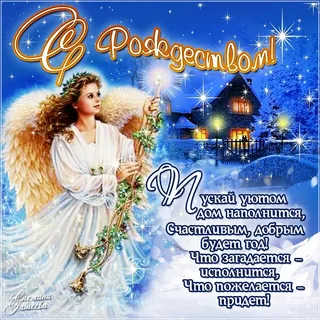 С Рождеством!
Пускай уютом
дом наполнится,
Счастливым, добрым
будет год!
Что загадается –
исполнится,
Что пожелается –
придет!